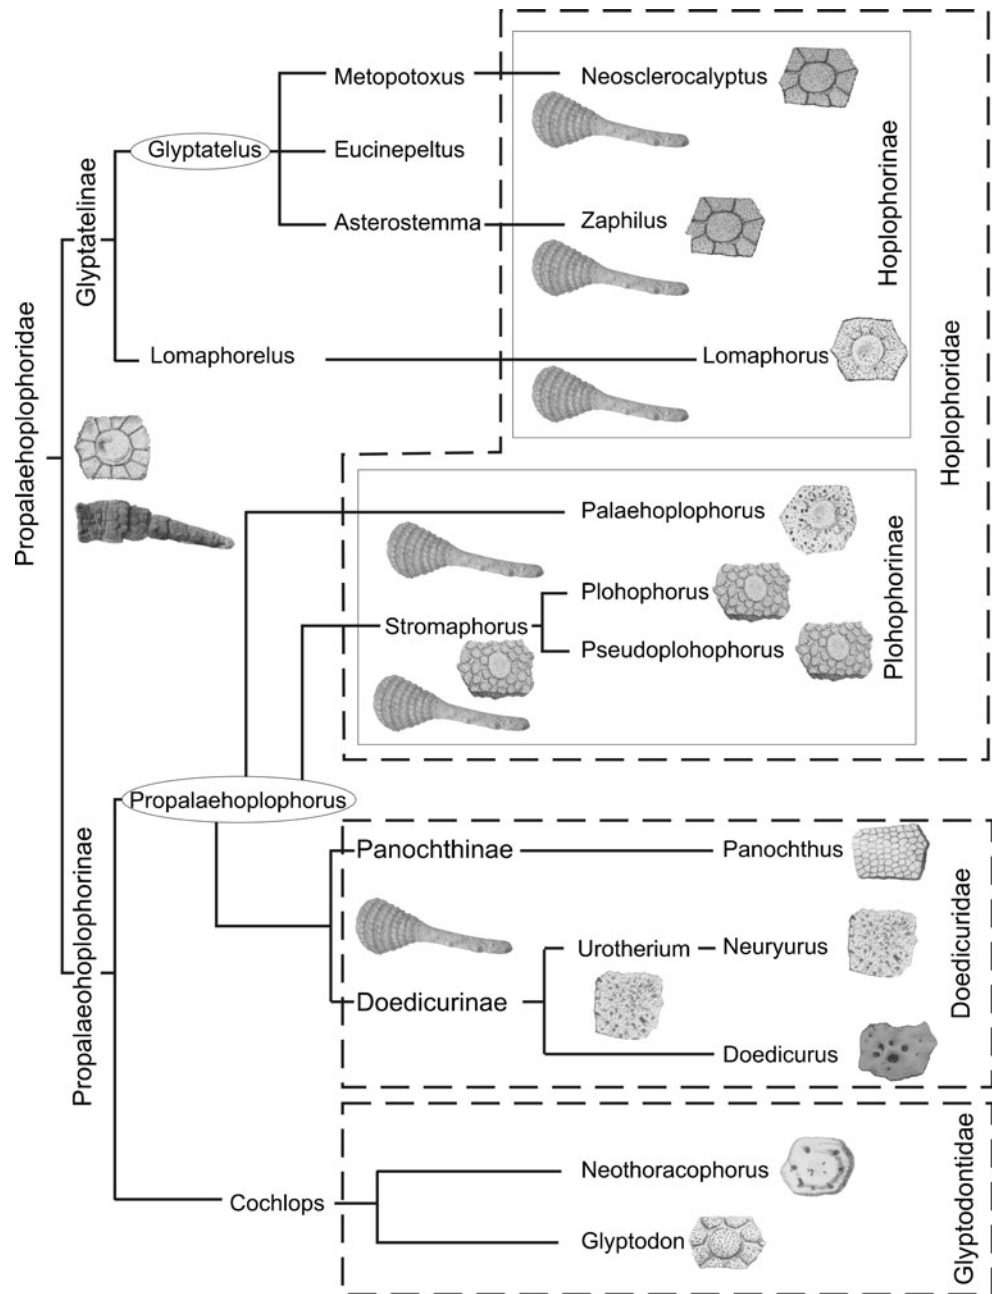 Metopotoxus
Neosclerocalyptus
Glyptatelus
Eucinepeltus
Asterostemma
Zaphilus
Hoplophorinae
Glyptatelinae
Lomaphorelus
Lomaphorus
Hoplophoridae
Propalaehoplophoridae
Palaehoplophorus
Plohophorus
Stromaphorus
Pseudoplohophorus
Plohophorinae
Propalaehoplophorus
Propalaeohoplophorinae
Panochthinae
Panochthus
Urotherium
Neuryurus
Doedicurinae
Doedicurus
Doedicuridae
Neothoracophorus
Cochlops
Glyptodon
Glyptodontidae